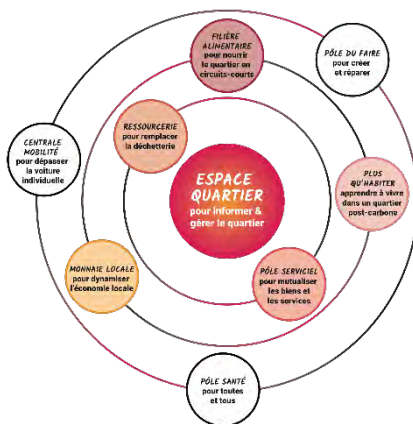 FILIÈRE
ALIMENTAIRE
pour nourrir
le quartier en
circuits-courts
PÔLE DU FAIRE
pour créer
et réparer
RESSOURCERIE
pour remplacer
la déchetterie
CENTRALE
MOBILITÉ
pour dépasser
la voiture
individuelle
ESPACE
QUARTIER
pour informer &
gérer le quartier
PLUS
QU'HABITER
apprendre à vivre
dans un quartier
post-carbone
MONNAIE LOCALE
pour dynamiser
l'économie locale
PÔLE SERVICIEL
pour mutualiser
les biens et
les services
PÔLE SANTÉ
pour toutes
et tous